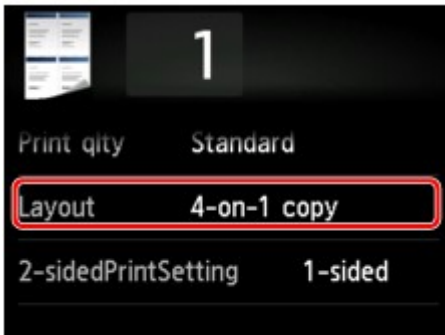 1
Print qlty Standard
Layout 4-on-1 copy
2-sidedPrintSetting 1-sided